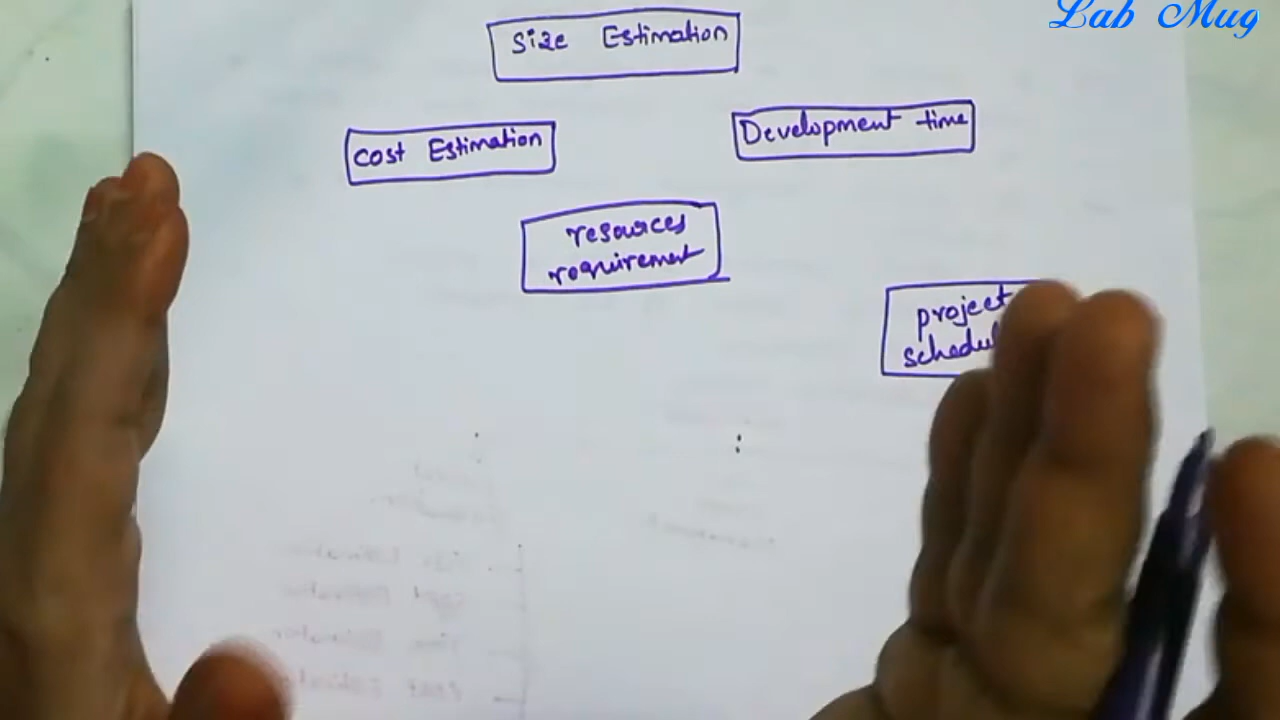 Lab Mug
Size Estimation
Cost Estimation
Development time
resources
requirement
project